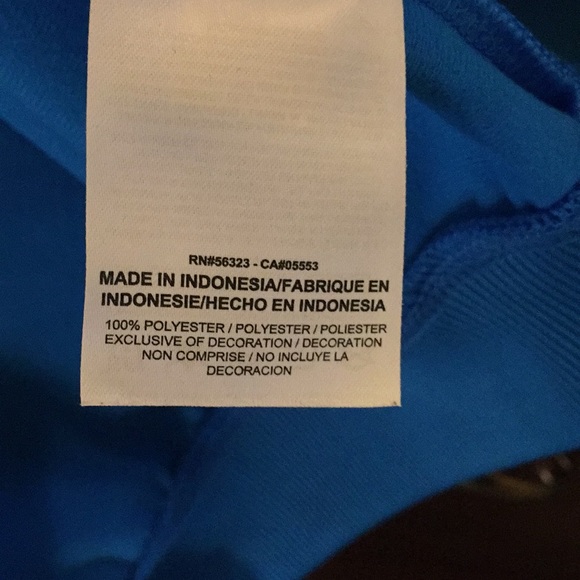 RN#56323 - CA#05553
MADE IN INDONESIA/FABRIQUE EN
INDONESIE/HECHO EN INDONESIA
100% POLYESTER / POLYESTER / POLIESTER
EXCLUSIVE OF DECORATION / DECORATION
NON COMPRISE / NO INCLUYE LA
DECORACION